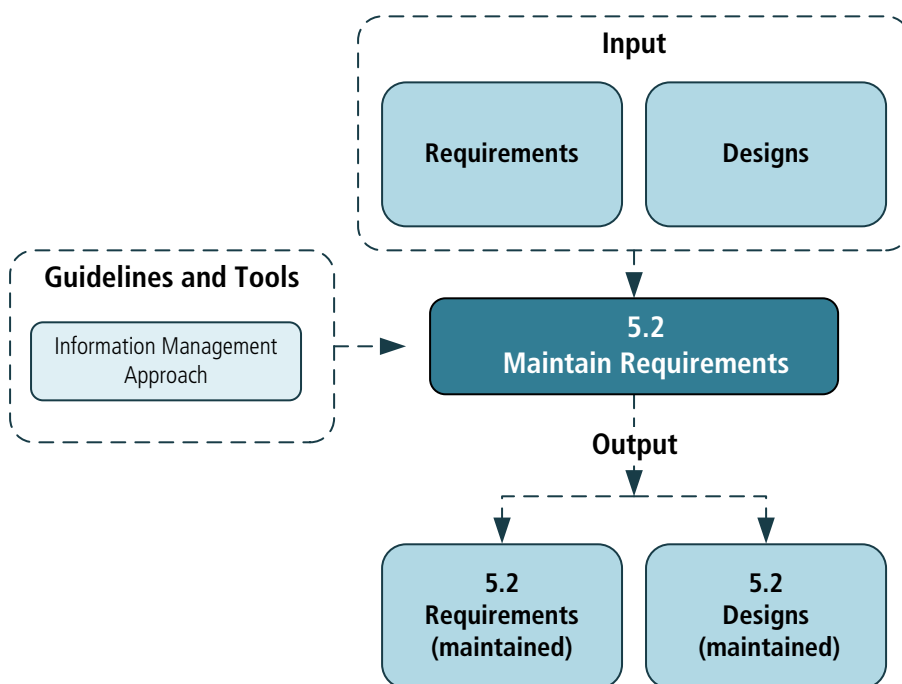 Input
Requirements
Designs
Guidelines and Tools
Information Management
Approach
5.2
Maintain Requirements
Output
5.2
Requirements
(maintained)
5.2
Designs
(maintained)